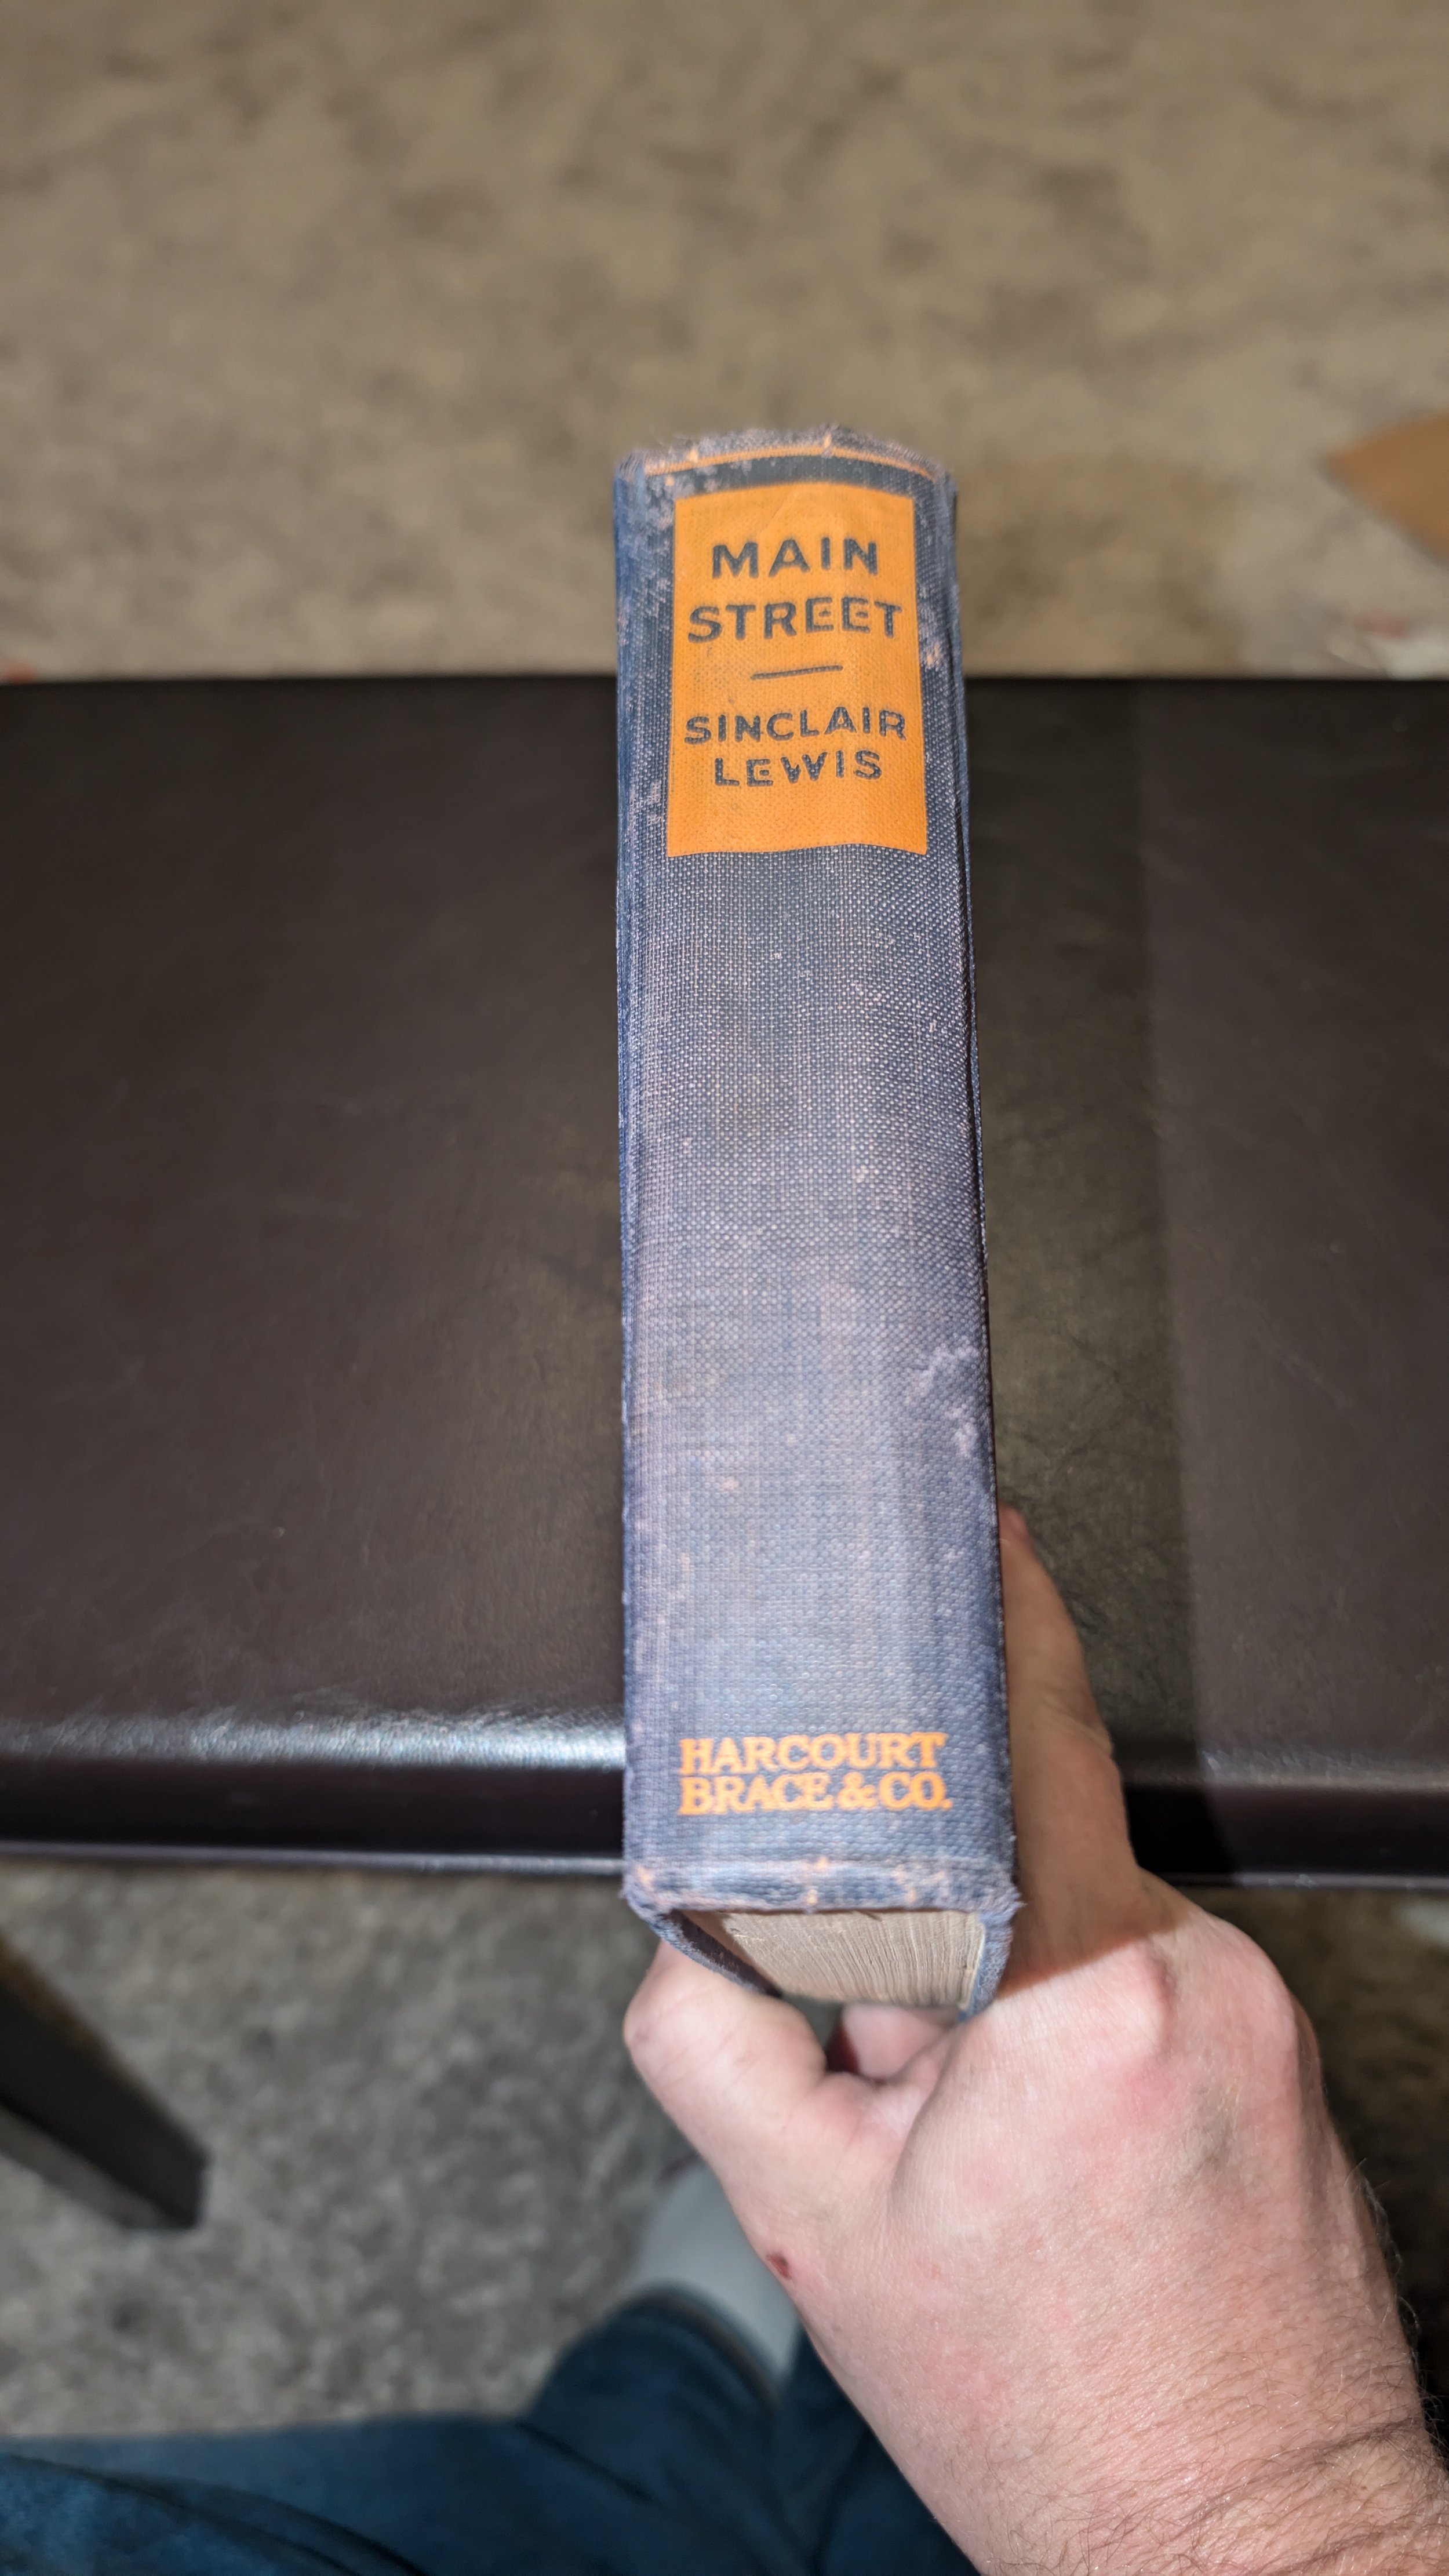 MAIN
STREET
SINCLAIR
LEWIS
HARCOURT
BRACE & CO.